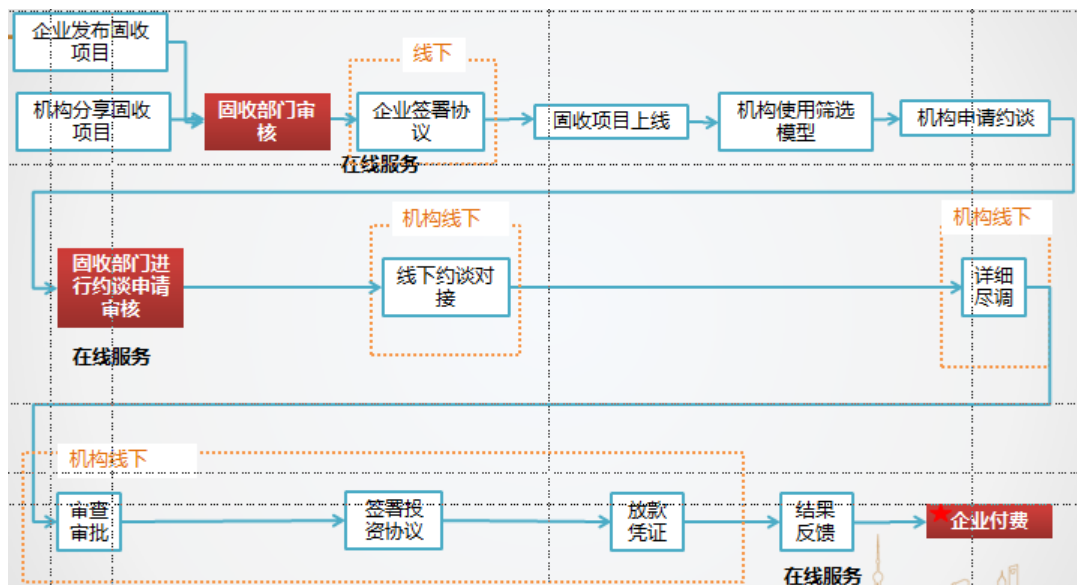 企业发布固收
项目
线下
机构分享固收
项目
固收部门审
核
企业签署协
议
固收项目上线
机构使用筛选
模型
机构申请约谈
在线服务
机构线下
机构线下
固收部门进
行约谈申请
审核
线下约谈对
接
详细
尽调
在线服务
机构线下
审查
审批
签署投
资协议
放款
凭证
结果
反馈
企业付费
在线服务